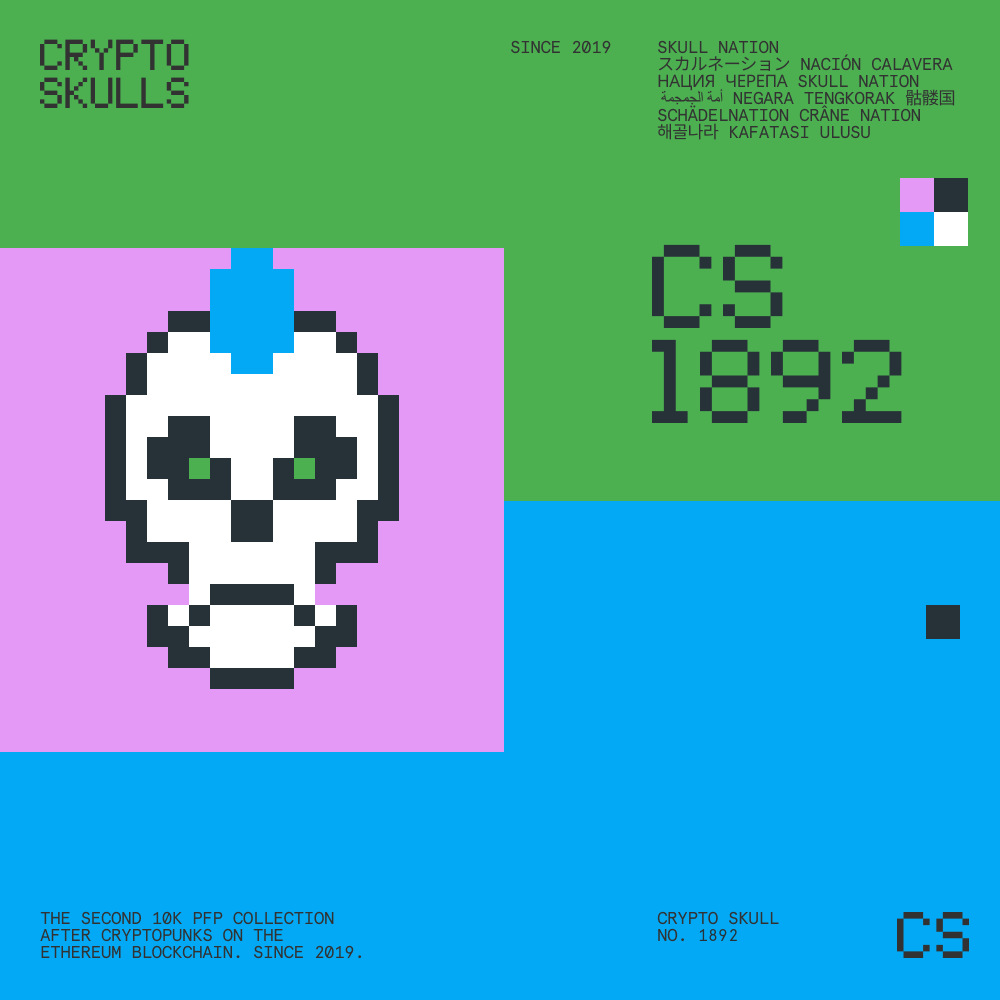 CRYPTO
SKULLS
SINCE 2019
SKULL NATION
スカルネーション NACIÓN CALAVERA
НАЦИЯ ЧЕРЕПА SKULL NATION
أمة الجمجمة NEGARA TENGKORAK 骷髅国
SCHÄDELNATION CRÂNE NATION
해골나라 KAFATASI ULUSU
CS
1892
THE SECOND 10K PFP COLLECTION
AFTER CRYPTOPUNKS ON THE
ETHEREUM BLOCKCHAIN. SINCE 2019.
CRYPTO SKULL
NO. 1892
CS